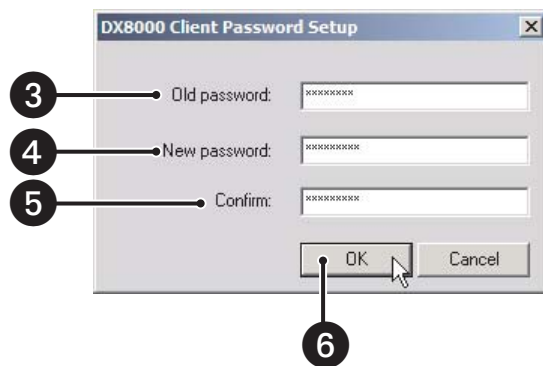 DX8000 Client Password Setup
3 Old password: ********
4 New password: *********
5 Confirm: *********
OK Cancel
6